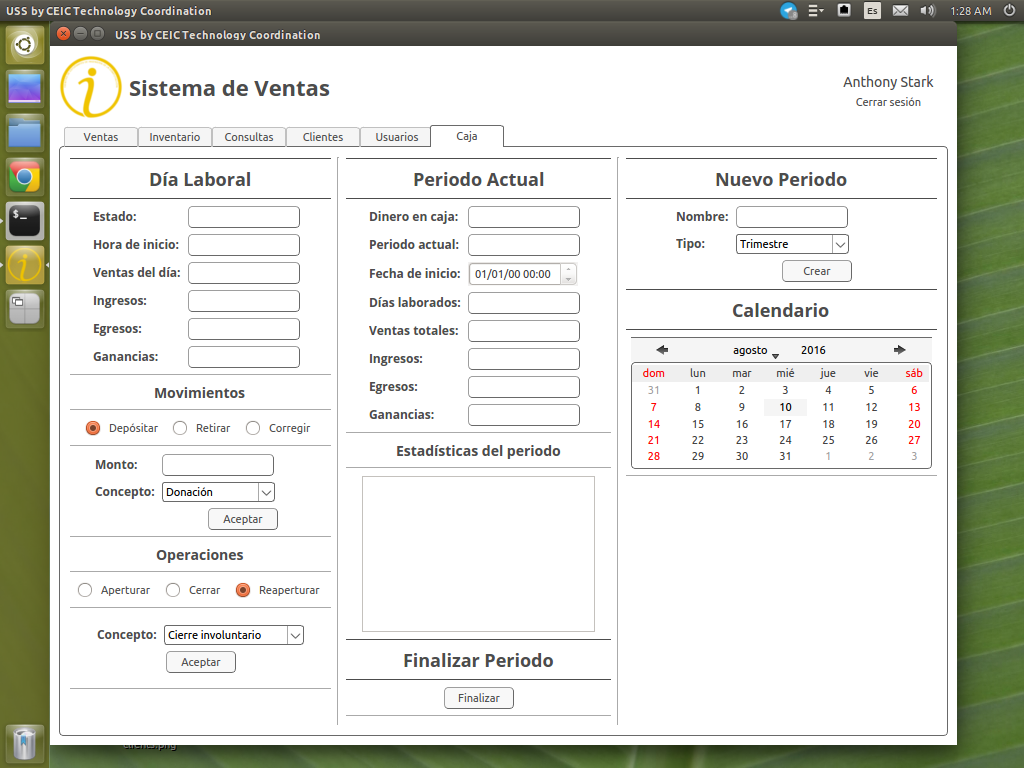 USS by CEIC Technology Coordination
Es
1:28 AM
USS by CEIC Technology Coordination
i Sistema de Ventas
Anthony Stark
Cerrar sesión
Ventas Inventario Consultas Clientes Usuarios Caja
Día Laboral
Estado:
Hora de inicio:
Ventas del día:
Ingresos:
Egresos:
Ganancias:
Movimientos
Depósitar Retirar Corregir
Monto:
Concepto: Donación
Aceptar
Operaciones
Aperturar Cerrar Reaperturar
Concepto: Cierre involuntario
Aceptar
Periodo Actual
Dinero en caja:
Periodo actual:
Fecha de inicio: 01/01/00 00:00
Días laborados:
Ventas totales:
Ingresos:
Egresos:
Ganancias:
Estadísticas del periodo
Finalizar Periodo
Finalizar
Nuevo Periodo
Nombre:
Tipo: Trimestre
Crear
Calendario
agosto 2016
dom lun mar mié jue vie sáb
31 1 2 3 4 5 6
7 8 9 10 11 12 13
14 15 16 17 18 19 20
21 22 23 24 25 26 27
28 29 30 31 1 2 3